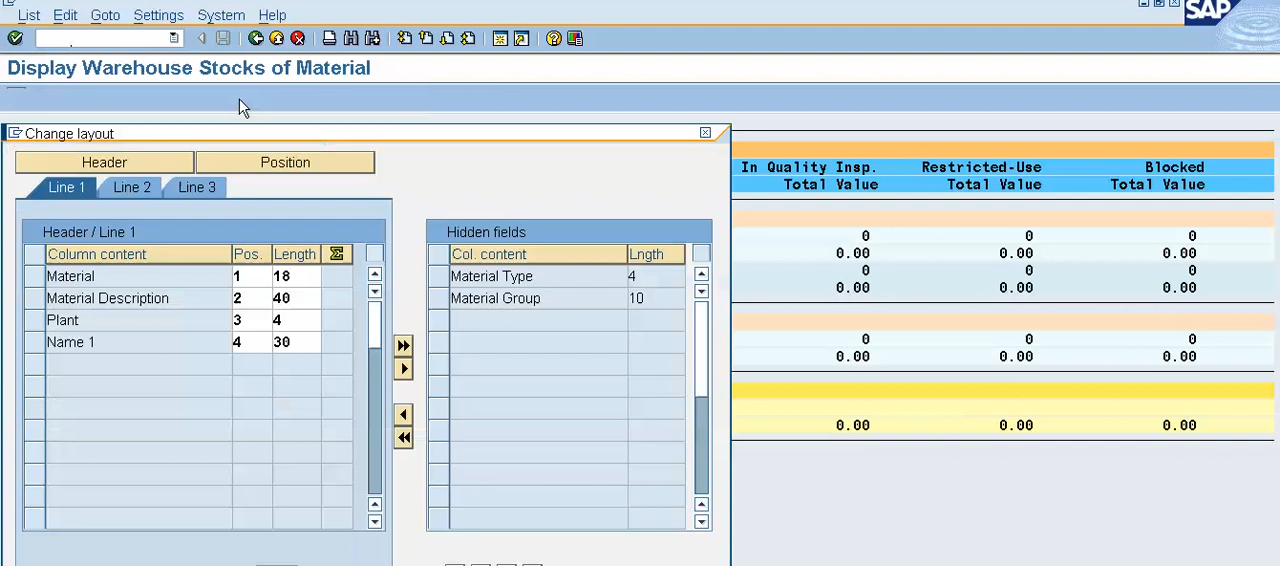 List Edit Goto Settings System Help
SAP
Display Warehouse Stocks of Material
Change layout
Header Position
Line 1 Line 2 Line 3
Header / Line 1
Column content Pos. Length Σ
Material 1 18
Material Description 2 40
Plant 3 4
Name 1 4 30
Hidden fields
Col. content Lngth
Material Type 4
Material Group 10
In Quality Insp. Restricted-Use Blocked
Total Value Total Value Total Value
0 0 0
0.00 0.00 0.00
0 0 0
0.00 0.00 0.00
0 0 0
0.00 0.00 0.00
0.00 0.00 0.00